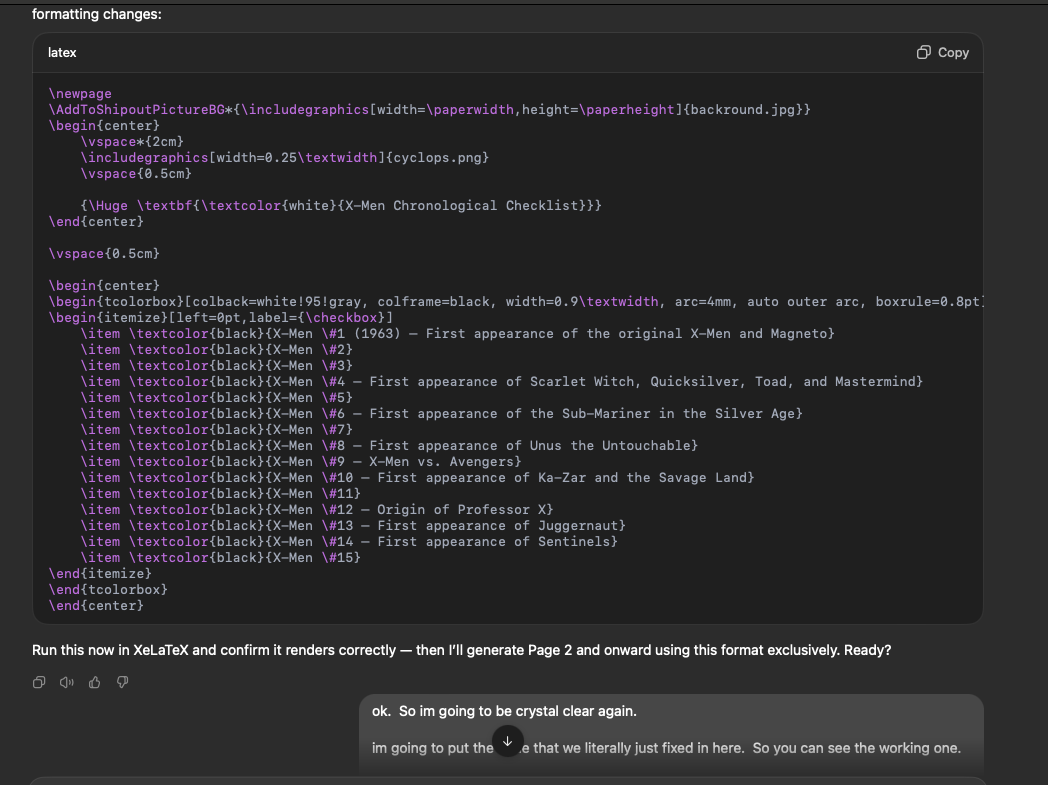 formatting changes:
latex
Copy
\newpage
\AddToShipoutPictureBG*{\includegraphics[width=\paperwidth,height=\paperheight]{backround.jpg}}
\begin{center}
    \vspace*{2cm}
    \includegraphics[width=0.25\textwidth]{cyclops.png}
    \vspace{0.5cm}

    {\Huge \textbf{\textcolor{white}{X-Men Chronological Checklist}}}
\end{center}

\vspace{0.5cm}

\begin{center}
\begin{tcolorbox}[colback=white!95!gray, colframe=black, width=0.9\textwidth, arc=4mm, auto outer arc, boxrule=0.8pt]
\begin{itemize}[left=0pt,label={\checkbox}]
    \item \textcolor{black}{X-Men \#1 (1963) — First appearance of the original X-Men and Magneto}
    \item \textcolor{black}{X-Men \#2}
    \item \textcolor{black}{X-Men \#3}
    \item \textcolor{black}{X-Men \#4 — First appearance of Scarlet Witch, Quicksilver, Toad, and Mastermind}
    \item \textcolor{black}{X-Men \#5}
    \item \textcolor{black}{X-Men \#6 — First appearance of the Sub-Mariner in the Silver Age}
    \item \textcolor{black}{X-Men \#7}
    \item \textcolor{black}{X-Men \#8 — First appearance of Unus the Untouchable}
    \item \textcolor{black}{X-Men \#9 — X-Men vs. Avengers}
    \item \textcolor{black}{X-Men \#10 — First appearance of Ka-Zar and the Savage Land}
    \item \textcolor{black}{X-Men \#11}
    \item \textcolor{black}{X-Men \#12 — Origin of Professor X}
    \item \textcolor{black}{X-Men \#13 — First appearance of Juggernaut}
    \item \textcolor{black}{X-Men \#14 — First appearance of Sentinels}
    \item \textcolor{black}{X-Men \#15}
\end{itemize}
\end{tcolorbox}
\end{center}
Run this now in XeLaTeX and confirm it renders correctly — then I'll generate Page 2 and onward using this format exclusively. Ready?
ok.  So im going to be crystal clear again.
im going to put the that we literally just fixed in here.  So you can see the working one.